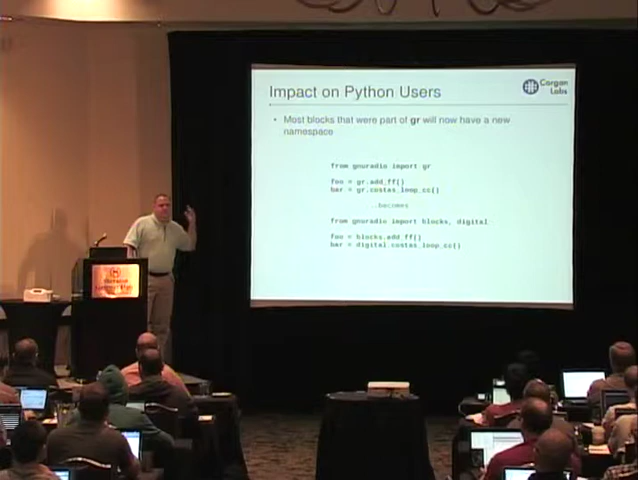 Impact on Python Users
Corgan
Labs
• Most blocks that were part of gr will now have a new
namespace
from gnuradio import gr
foo = gr.add_ff()
bar = gr.costas_loop_cc()
...becomes
from gnuradio import blocks, digital
foo = blocks.add_ff()
bar = digital.costas_loop_cc()